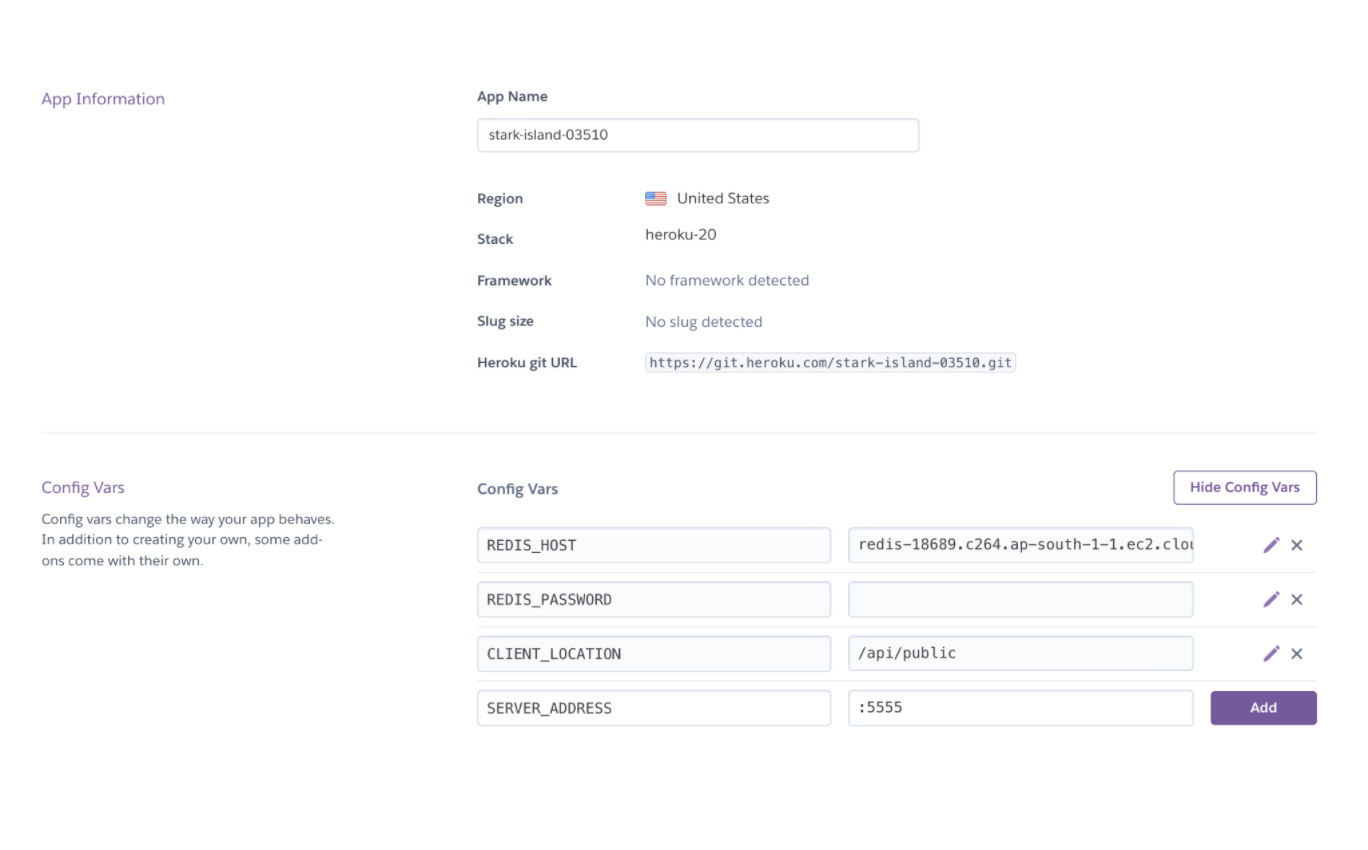 App Information
App Name
stark-island-03510
Region
United States
Stack
heroku-20
Framework
No framework detected
Slug size
No slug detected
Heroku git URL
https://git.heroku.com/stark-island-03510.git
Config Vars
Config vars change the way your app behaves.
In addition to creating your own, some add-
ons come with their own.
Config Vars
Hide Config Vars
REDIS_HOST
redis-18689.c264.ap-south-1-1.ec2.clou
REDIS_PASSWORD
CLIENT_LOCATION
/api/public
SERVER_ADDRESS
:5555
Add